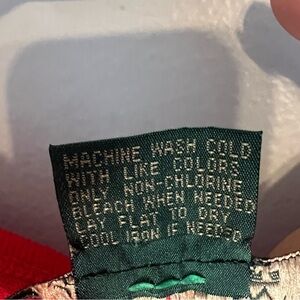 MACHINE WASH COLD
WITH LIKE COLORS
ONLY NON-CHLORINE
BLEACH WHEN NEEDED
LAY FLAT TO DRY
COOL IRON IF NEEDED